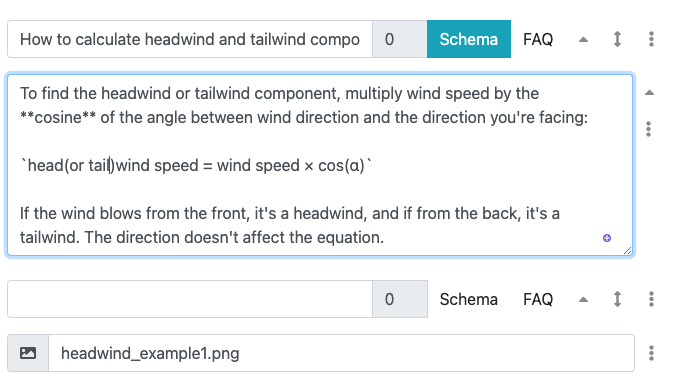 How to calculate headwind and tailwind compo 0 Schema FAQ
To find the headwind or tailwind component, multiply wind speed by the
**cosine** of the angle between wind direction and the direction you're facing:
`head(or tail)wind speed = wind speed × cos(α)`
If the wind blows from the front, it's a headwind, and if from the back, it's a
tailwind. The direction doesn't affect the equation.
0 Schema FAQ
headwind_example1.png